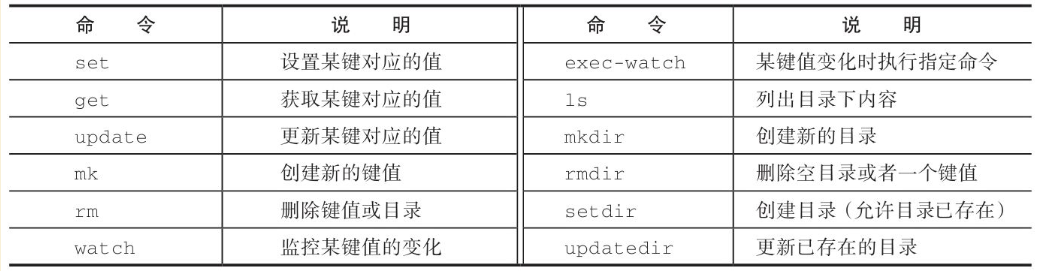 命 令 说 明 命 令 说 明
set 设置某键对应的值 exec-watch 某键值变化时执行指定命令
get 获取某键对应的值 ls 列出目录下内容
update 更新某键对应的值 mkdir 创建新的目录
mk 创建新的键值 rmdir 删除空目录或者一个键值
rm 删除键值或目录 setdir 创建目录（允许目录已存在）
watch 监控某键值的变化 updatedir 更新已存在的目录